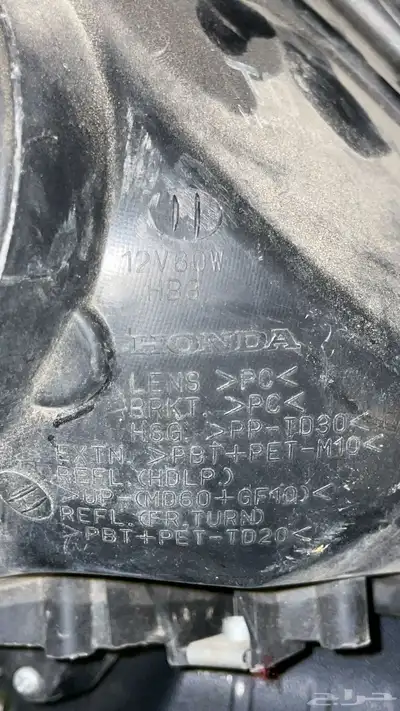 12V60W
HB3
HONDA
LENS >PC<
BRKT. >PC<
HSG. >PP-TD30<
EXTN. >PBT+PET-M10<
REFL.(HDLP.)
>UP-(MD60+GF10)<
REFL.(FR.TURN)
>PBT+PET-TD20<
حراج